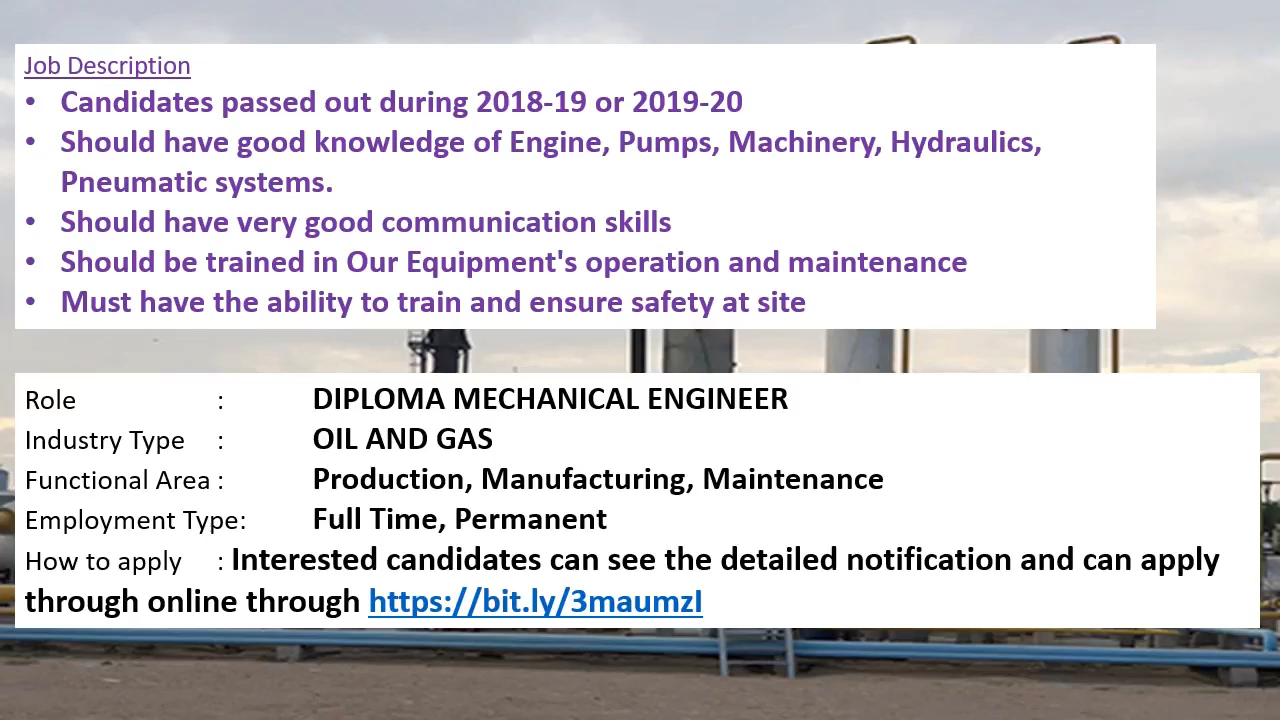 Job Description
• Candidates passed out during 2018-19 or 2019-20
• Should have good knowledge of Engine, Pumps, Machinery, Hydraulics,
Pneumatic systems.
• Should have very good communication skills
• Should be trained in Our Equipment's operation and maintenance
• Must have the ability to train and ensure safety at site
Role : DIPLOMA MECHANICAL ENGINEER
Industry Type : OIL AND GAS
Functional Area : Production, Manufacturing, Maintenance
Employment Type: Full Time, Permanent
How to apply : Interested candidates can see the detailed notification and can apply
through online through https://bit.ly/3maumzI